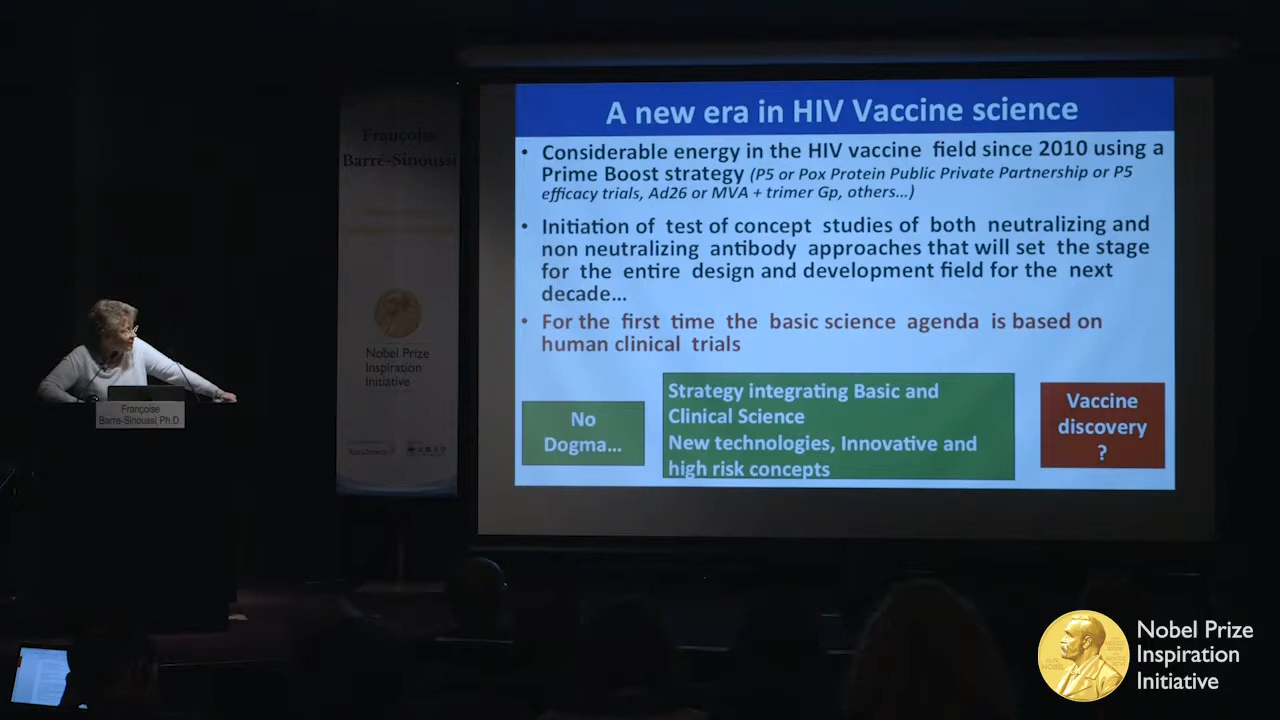 Françoise
Barré-Sinoussi
Nobel Prize
Inspiration
Initiative
Françoise
Barré-Sinoussi, Ph.D.
A new era in HIV Vaccine science
• Considerable energy in the HIV vaccine field since 2010 using a
Prime Boost strategy (P5 or Pox Protein Public Private Partnership or P5
efficacy trials, Ad26 or MVA + trimer Gp, others...)
• Initiation of test of concept studies of both neutralizing and
non neutralizing antibody approaches that will set the stage
for the entire design and development field for the next
decade...
• For the first time the basic science agenda is based on
human clinical trials
No
Dogma...
Strategy integrating Basic and
Clinical Science
New technologies, Innovative and
high risk concepts
Vaccine
discovery
?
Nobel Prize
Inspiration
Initiative